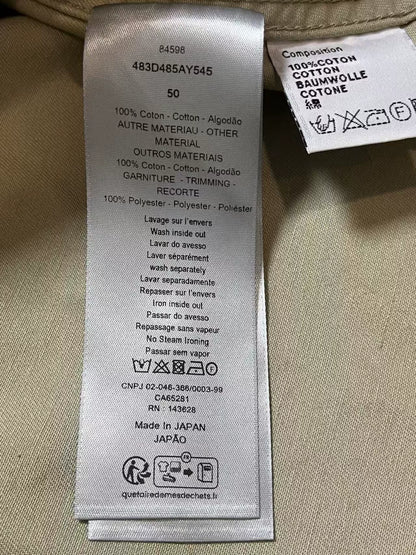 84598
483D485AY545
50
100% Coton - Cotton - Algodão
AUTRE MATERIAU - OTHER
MATERIAL
OUTROS MATERIAIS
100% Coton - Cotton - Algodão
GARNITURE - TRIMMING -
RECORTE
100% Polyester - Polyester - Poliéster
Lavage sur l'envers
Wash inside out
Lavar do avesso
Laver séparément
wash separately
Lavar separadamente
Repasser sur l'envers
Iron inside out
Passar do avesso
Repassage sans vapeur
No Steam Ironing
Passar sem vapor
CNPJ 02-046-386/0003-99
CA65281
RN : 143628
Made In JAPAN
JAPÃO
FR
quefairedemesdechets.fr
Composition
100%COTON
COTTON
BAUMWOLLE
COTONE
綿
F